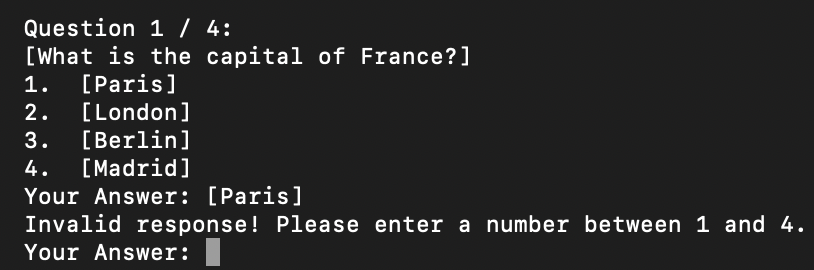 Question 1 / 4:
[What is the capital of France?]
1.  [Paris]
2.  [London]
3.  [Berlin]
4.  [Madrid]
Your Answer: [Paris]
Invalid response! Please enter a number between 1 and 4.
Your Answer: